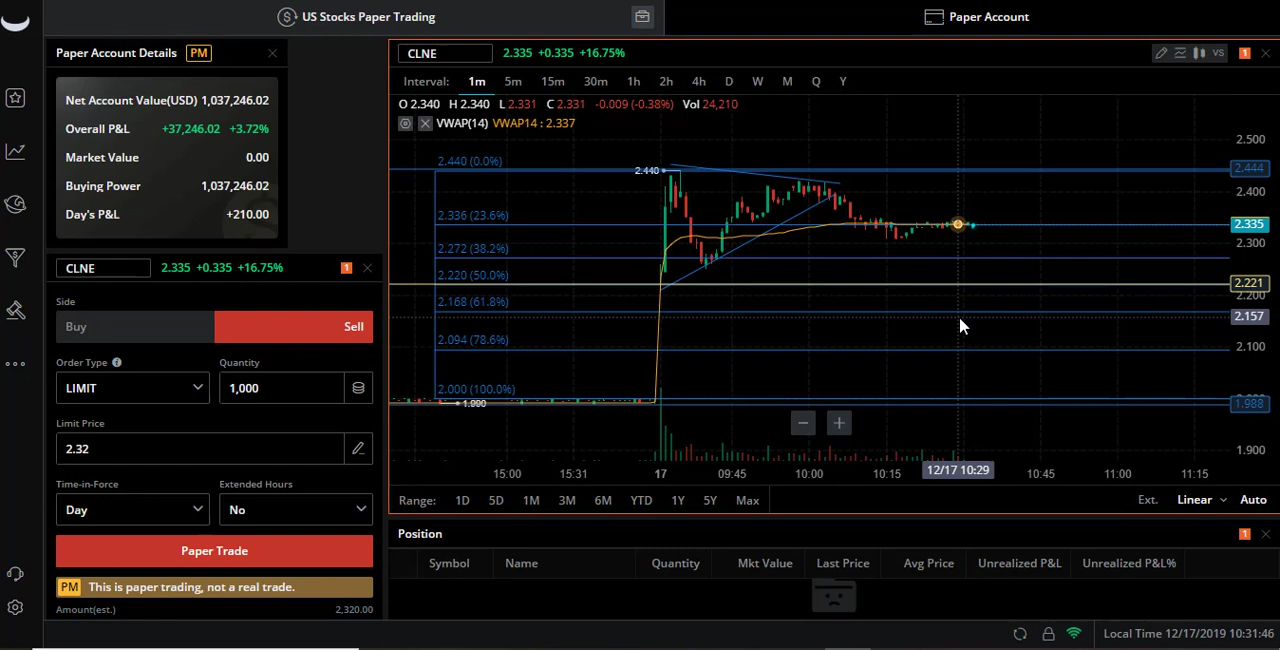 US Stocks Paper Trading
Paper Account
Paper Account Details PM
Net Account Value(USD) 1,037,246.02
Overall P&L +37,246.02 +3.72%
Market Value 0.00
Buying Power 1,037,246.02
Day's P&L +210.00
CLNE 2.335 +0.335 +16.75% 1
Side
Buy Sell
Order Type Quantity
LIMIT 1,000
Limit Price
2.32
Time-in-Force Extended Hours
Day No
Paper Trade
PM This is paper trading, not a real trade.
Amount(est.) 2,320.00
CLNE 2.335 +0.335 +16.75% VS 1
Interval: 1m 5m 15m 30m 1h 2h 4h D W M Q Y
O 2.340 H 2.340 L 2.331 C 2.331 -0.009 (-0.38%) Vol 24,210
VWAP(14) VWAP14 : 2.337
2.500
2.440 (0.0%) 2.440 2.444
2.400
2.336 (23.6%) 2.335
2.300
2.272 (38.2%)
2.220 (50.0%) 2.221
2.200
2.168 (61.8%) 2.157
2.094 (78.6%) 2.100
2.000 (100.0%)
1.990 1.988
1.900
15:00 15:31 17 09:45 10:00 10:15 12/17 10:29 10:45 11:00 11:15
Range: 1D 5D 1M 3M 6M YTD 1Y 5Y Max Ext. Linear Auto
Position 1
Symbol Name Quantity Mkt Value Last Price Avg Price Unrealized P&L Unrealized P&L%
Local Time 12/17/2019 10:31:46